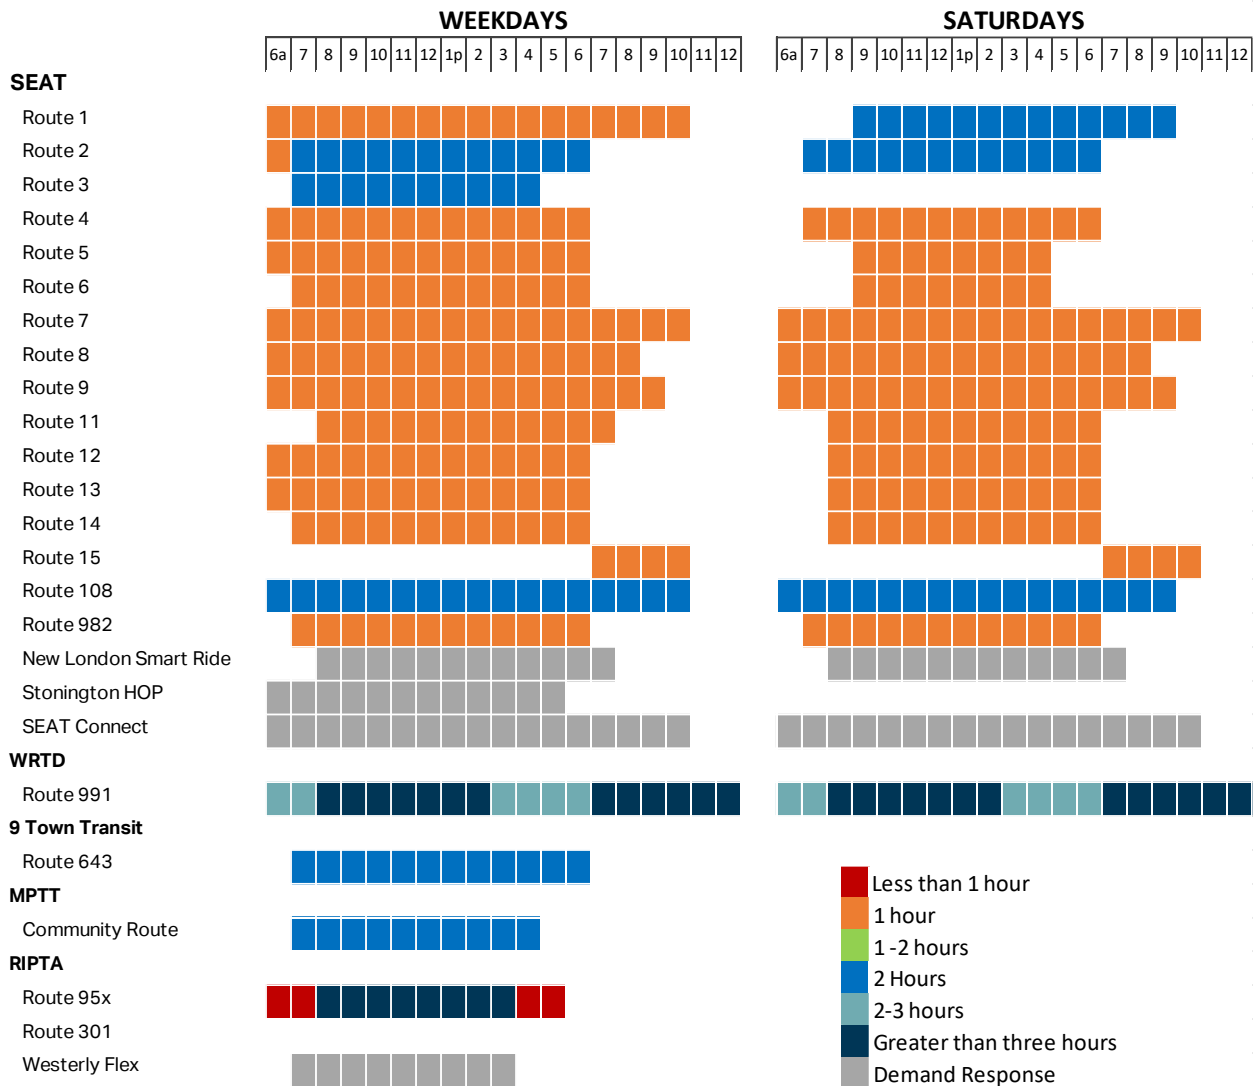 WEEKDAYS SATURDAYS
6a 7 8 9 10 11 12 1p 2 3 4 5 6 7 8 9 10 11 12 6a 7 8 9 10 11 12 1p 2 3 4 5 6 7 8 9 10 11 12
SEAT
Route 1
Route 2
Route 3
Route 4
Route 5
Route 6
Route 7
Route 8
Route 9
Route 11
Route 12
Route 13
Route 14
Route 15
Route 108
Route 982
New London Smart Ride
Stonington HOP
SEAT Connect
WRTD
Route 991
9 Town Transit
Route 643
MPTT
Community Route
RIPTA
Route 95x
Route 301
Westerly Flex
Less than 1 hour
1 hour
1 -2 hours
2 Hours
2-3 hours
Greater than three hours
Demand Response